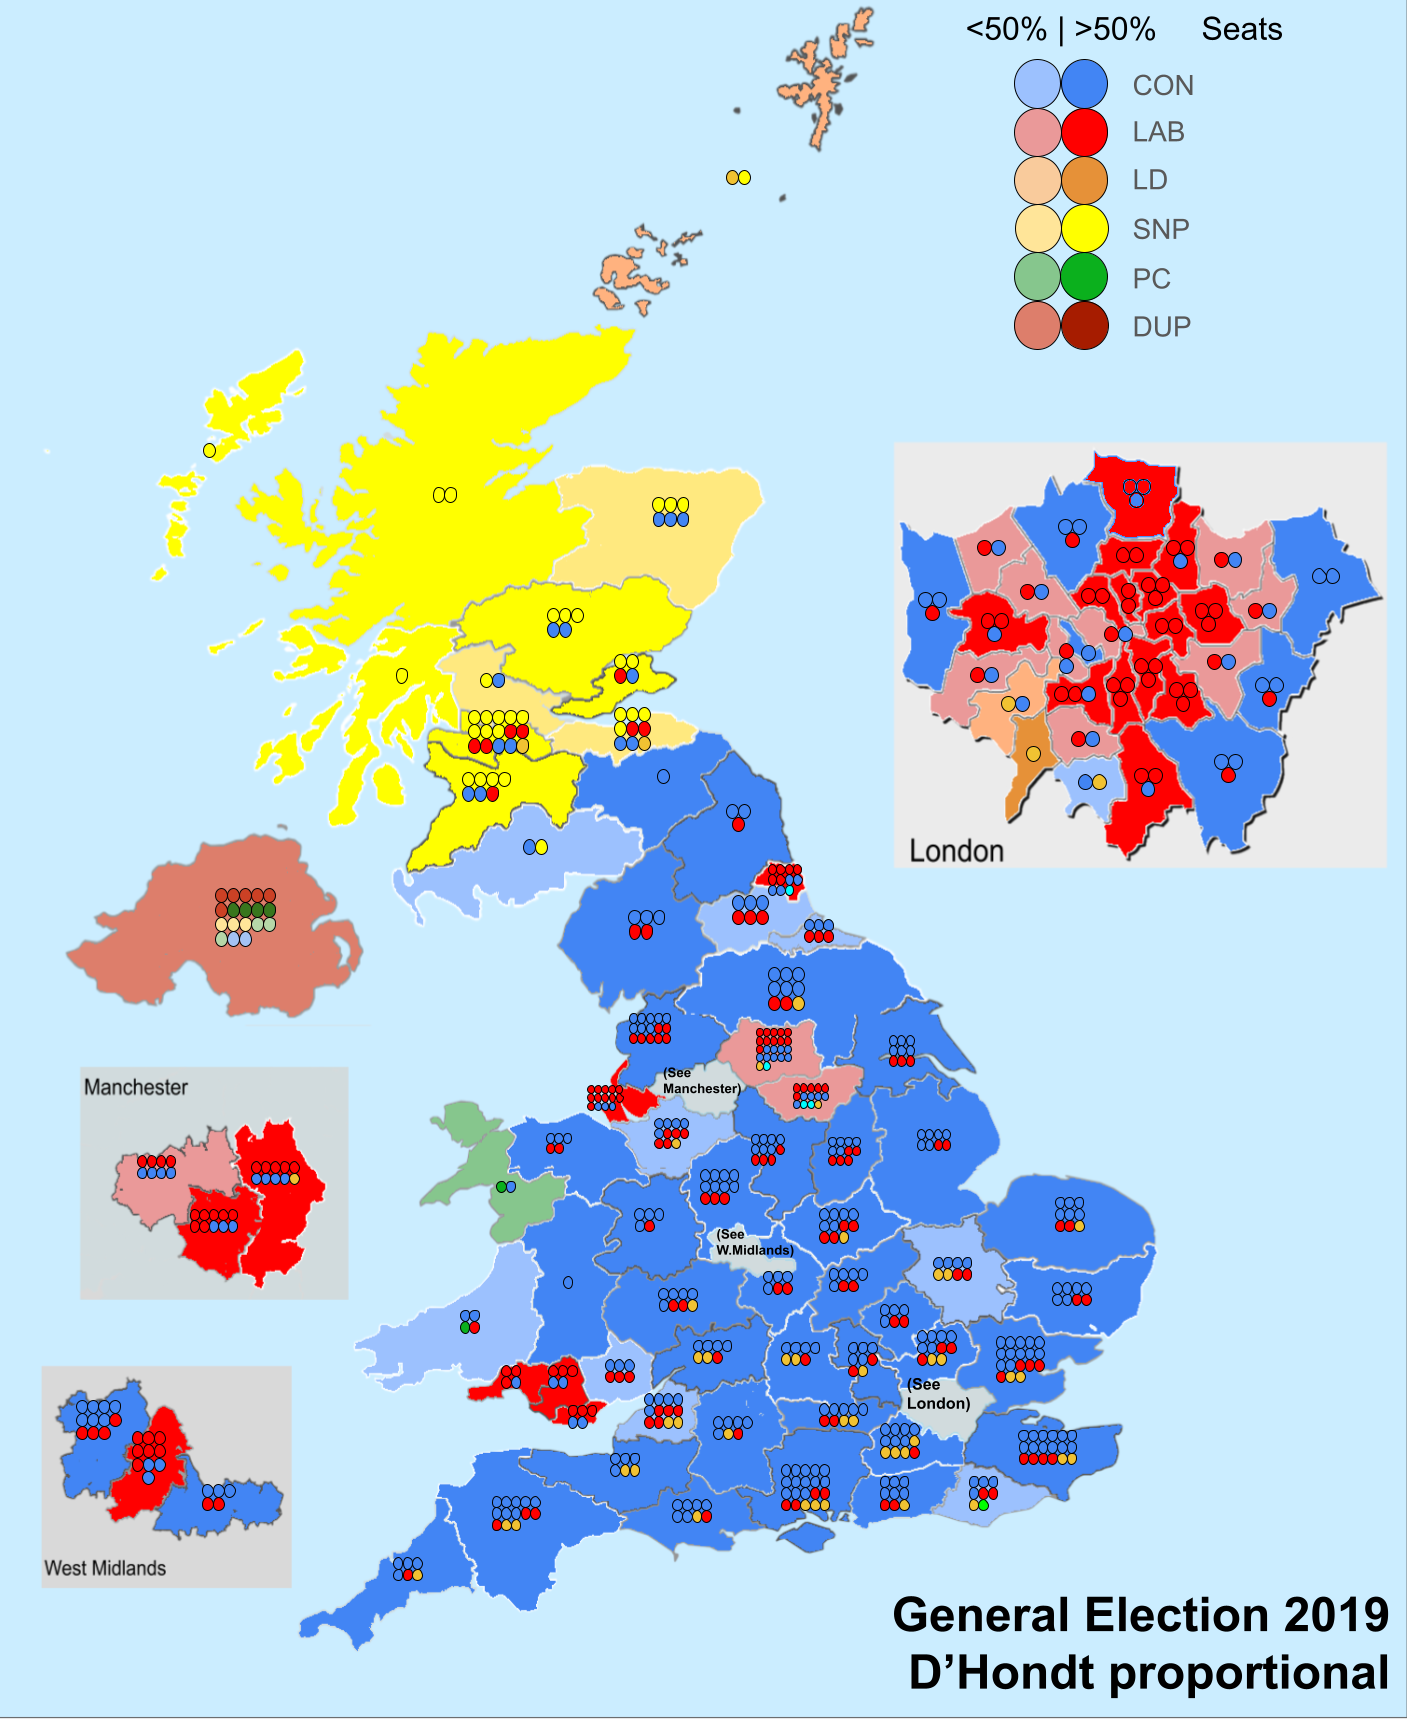 <50% | >50% Seats
CON
LAB
LD
SNP
PC
DUP
London
(See
Manchester)
Manchester
(See
W.Midlands)
(See
London)
West Midlands
General Election 2019
D’Hondt proportional